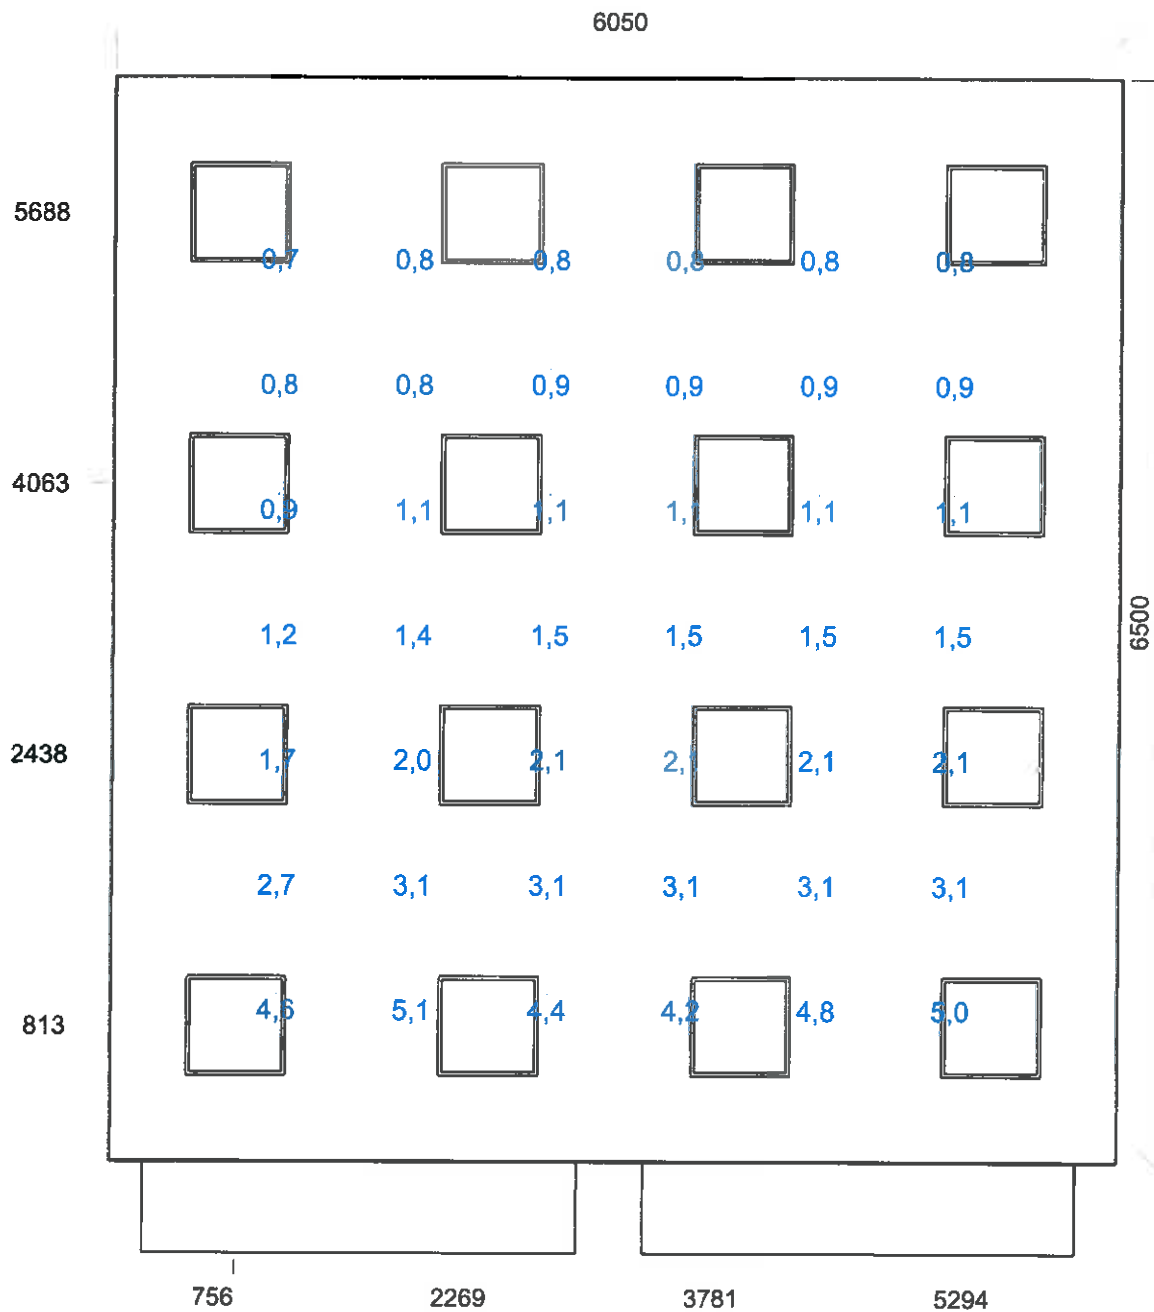 6050
5688
0,7 0,8 0,8 0,8 0,8 0,8
0,8 0,8 0,9 0,9 0,9 0,9
4063
0,9 1,1 1,1 1,1 1,1 1,1
6500
1,2 1,4 1,5 1,5 1,5 1,5
2438
1,7 2,0 2,1 2,1 2,1 2,1
2,7 3,1 3,1 3,1 3,1 3,1
813
4,6 5,1 4,4 4,2 4,8 5,0
756 2269 3781 5294